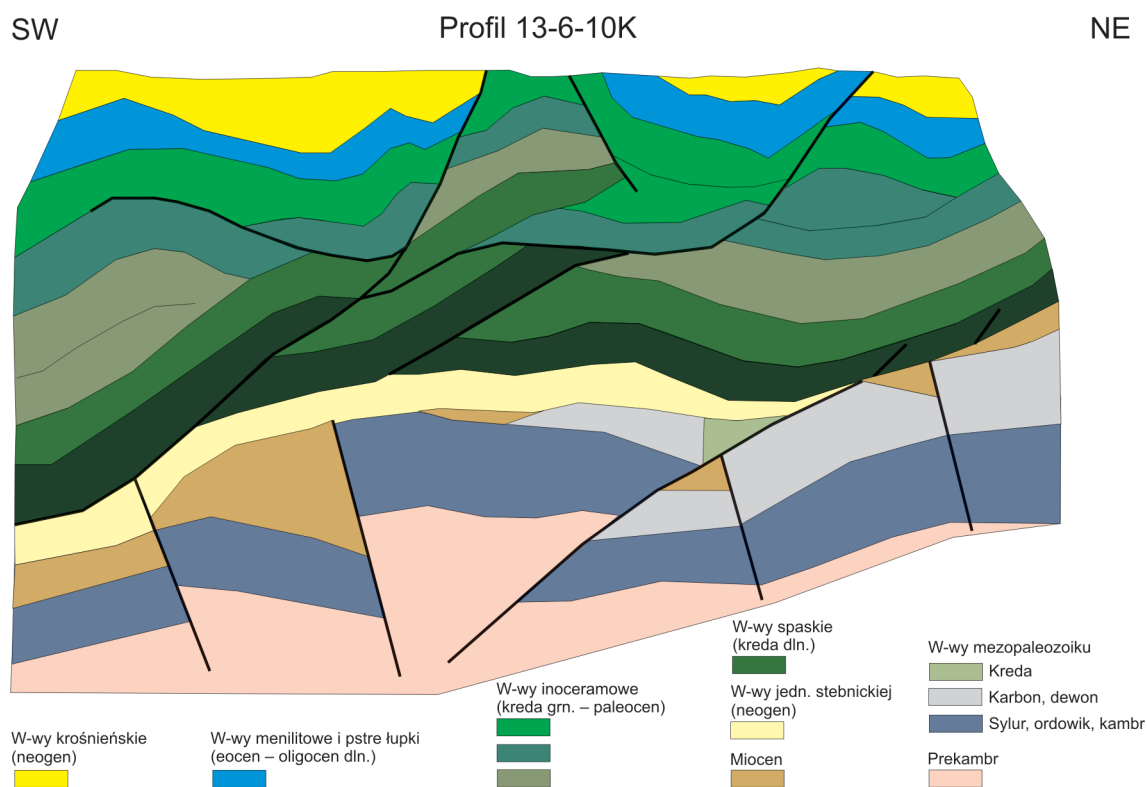 SW
Profil 13-6-10K
NE
W-wy krośnieńskie
(neogen)
W-wy menilitowe i pstre łupki
(eocen – oligocen dln.)
W-wy inoceramowe
(kreda grn. – paleocen)
W-wy spaskie
(kreda dln.)
W-wy jedn. stebnickiej
(neogen)
Miocen
W-wy mezopaleozoiku
Kreda
Karbon, dewon
Sylur, ordowik, kambr
Prekambr